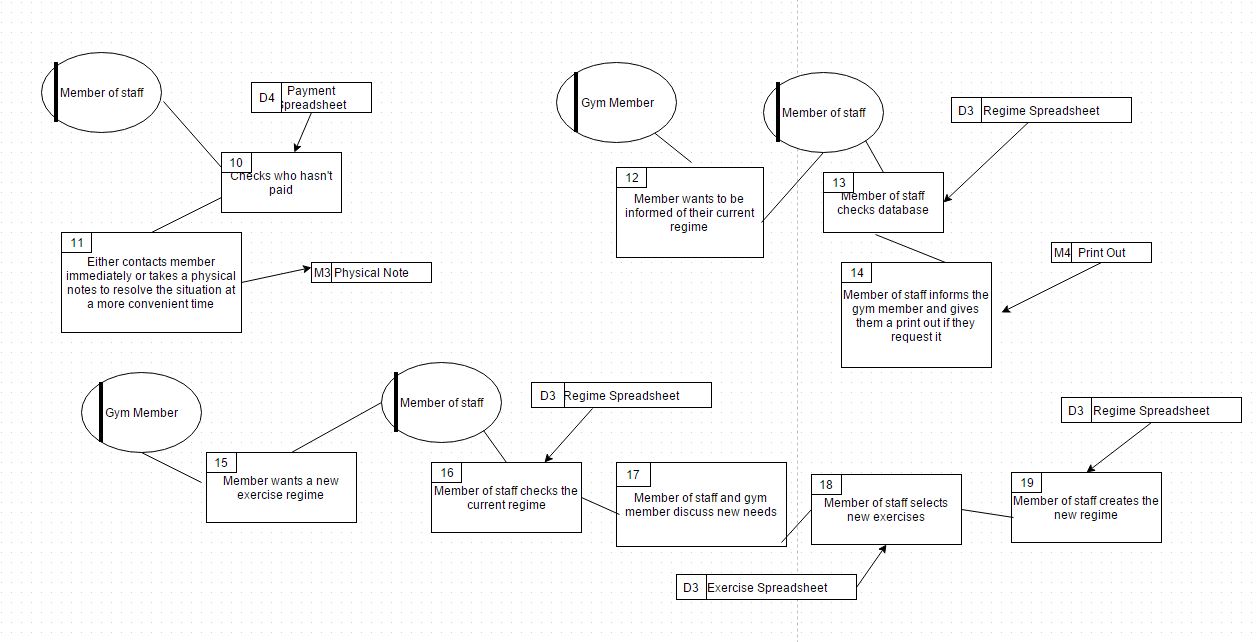 Member of staff
D4
Payment
Spreadsheet
10
Checks who hasn't
paid
11
Either contacts member
immediately or takes a physical
notes to resolve the situation at
a more convenient time
M3 Physical Note
Gym Member
Member of staff
D3 Regime Spreadsheet
12
Member wants to be
informed of their current
regime
13
Member of staff
checks database
M4 Print Out
14
Member of staff informs the
gym member and gives
them a print out if they
request it
Gym Member
Member of staff
D3 Regime Spreadsheet
D3 Regime Spreadsheet
15
Member wants a new
exercise regime
16
Member of staff checks the
current regime
17
Member of staff and gym
member discuss new needs
18
Member of staff selects
new exercises
19
Member of staff creates the
new regime
D3 Exercise Spreadsheet